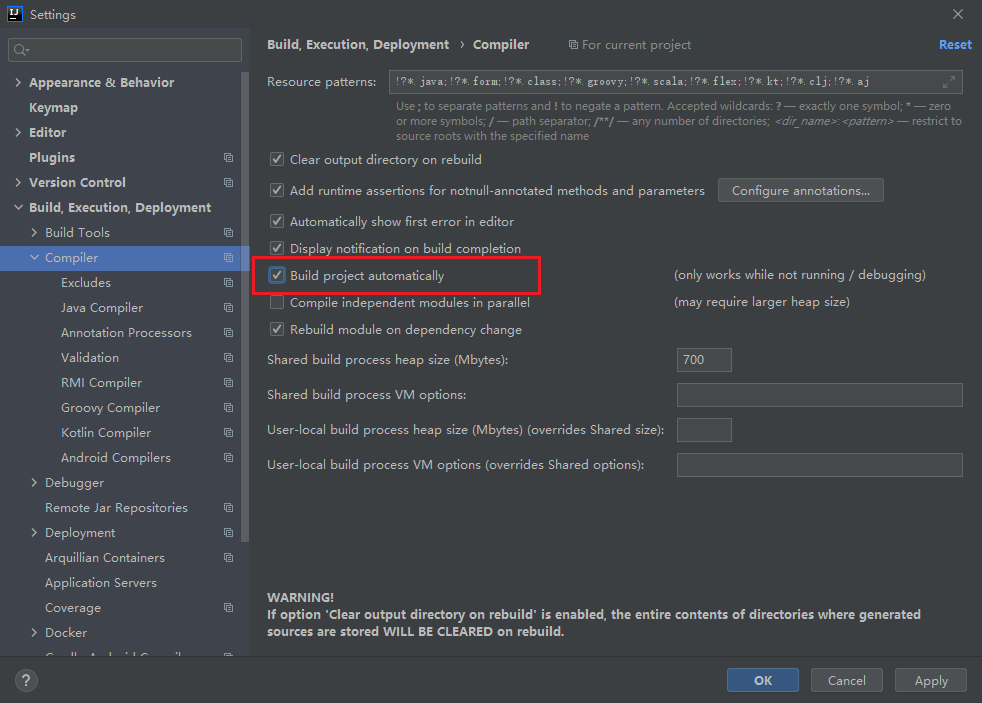 Settings
Build, Execution, Deployment › Compiler
For current project
Reset
Appearance & Behavior
Keymap
Editor
Plugins
Version Control
Build, Execution, Deployment
Build Tools
Compiler
Excludes
Java Compiler
Annotation Processors
Validation
RMI Compiler
Groovy Compiler
Kotlin Compiler
Android Compilers
Debugger
Remote Jar Repositories
Deployment
Arquillian Containers
Application Servers
Coverage
Docker
Resource patterns: !?*.java;!?*.form;!?*.class;!?*.groovy;!?*.scala;!?*.flex;!?*.kt;!?*.clj;!?*.aj
Use ; to separate patterns and ! to negate a pattern. Accepted wildcards: ? — exactly one symbol; * — zero
or more symbols; / — path separator; /**/ — any number of directories; <dir_name>:<pattern> — restrict to
source roots with the specified name
Clear output directory on rebuild
Add runtime assertions for notnull-annotated methods and parameters
Configure annotations...
Automatically show first error in editor
Display notification on build completion
Build project automatically (only works while not running / debugging)
Compile independent modules in parallel (may require larger heap size)
Rebuild module on dependency change
Shared build process heap size (Mbytes): 700
Shared build process VM options:
User-local build process heap size (Mbytes) (overrides Shared size):
User-local build process VM options (overrides Shared options):
WARNING!
If option 'Clear output directory on rebuild' is enabled, the entire contents of directories where generated
sources are stored WILL BE CLEARED on rebuild.
?
OK
Cancel
Apply